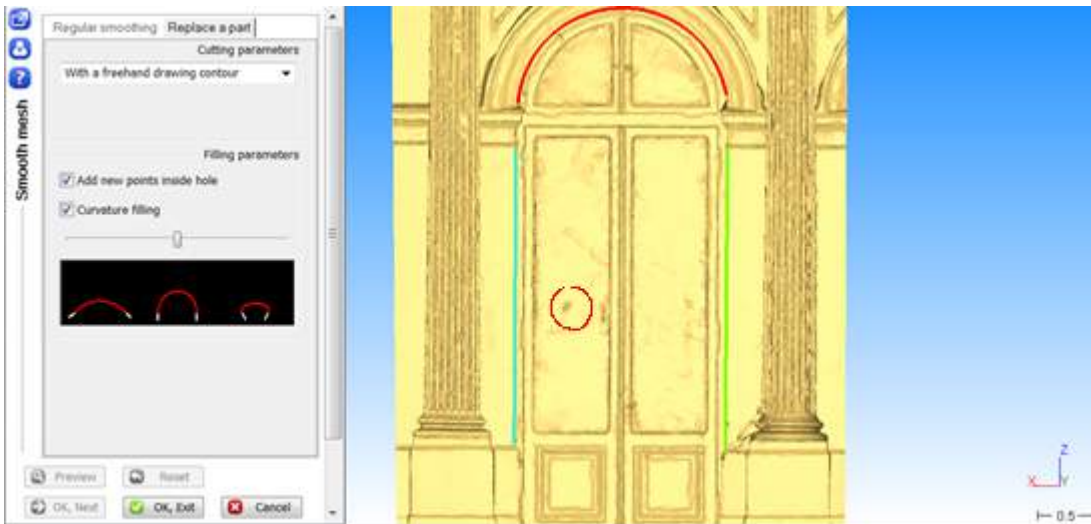 Regular smoothing Replace a part
Cutting parameters
With a freehand drawing contour
Filling parameters
Add new points inside hole
Curvature filling
Smooth mesh
Preview Reset
OK, Next OK, Exit Cancel
?
Z
X Y
0.5